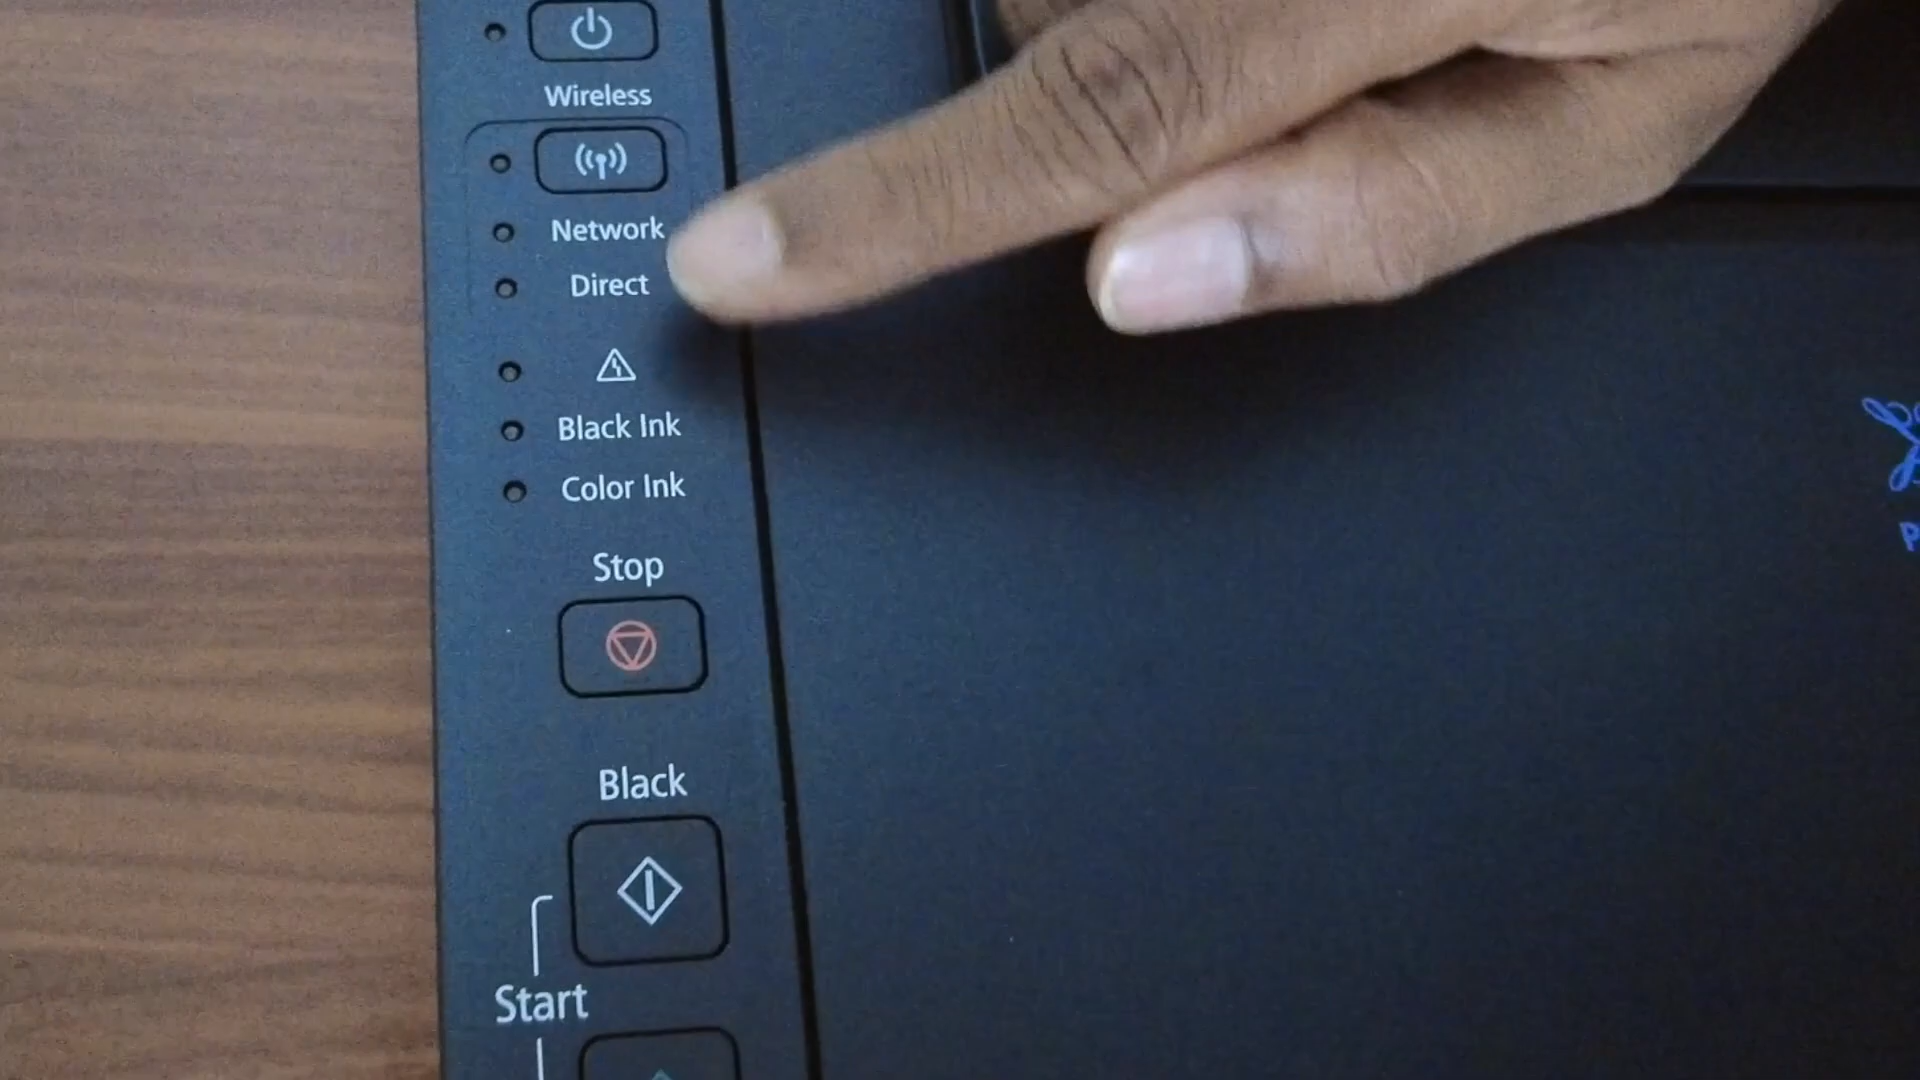 Wireless
Network
Direct
Black Ink
Color Ink
Stop
Black
Start